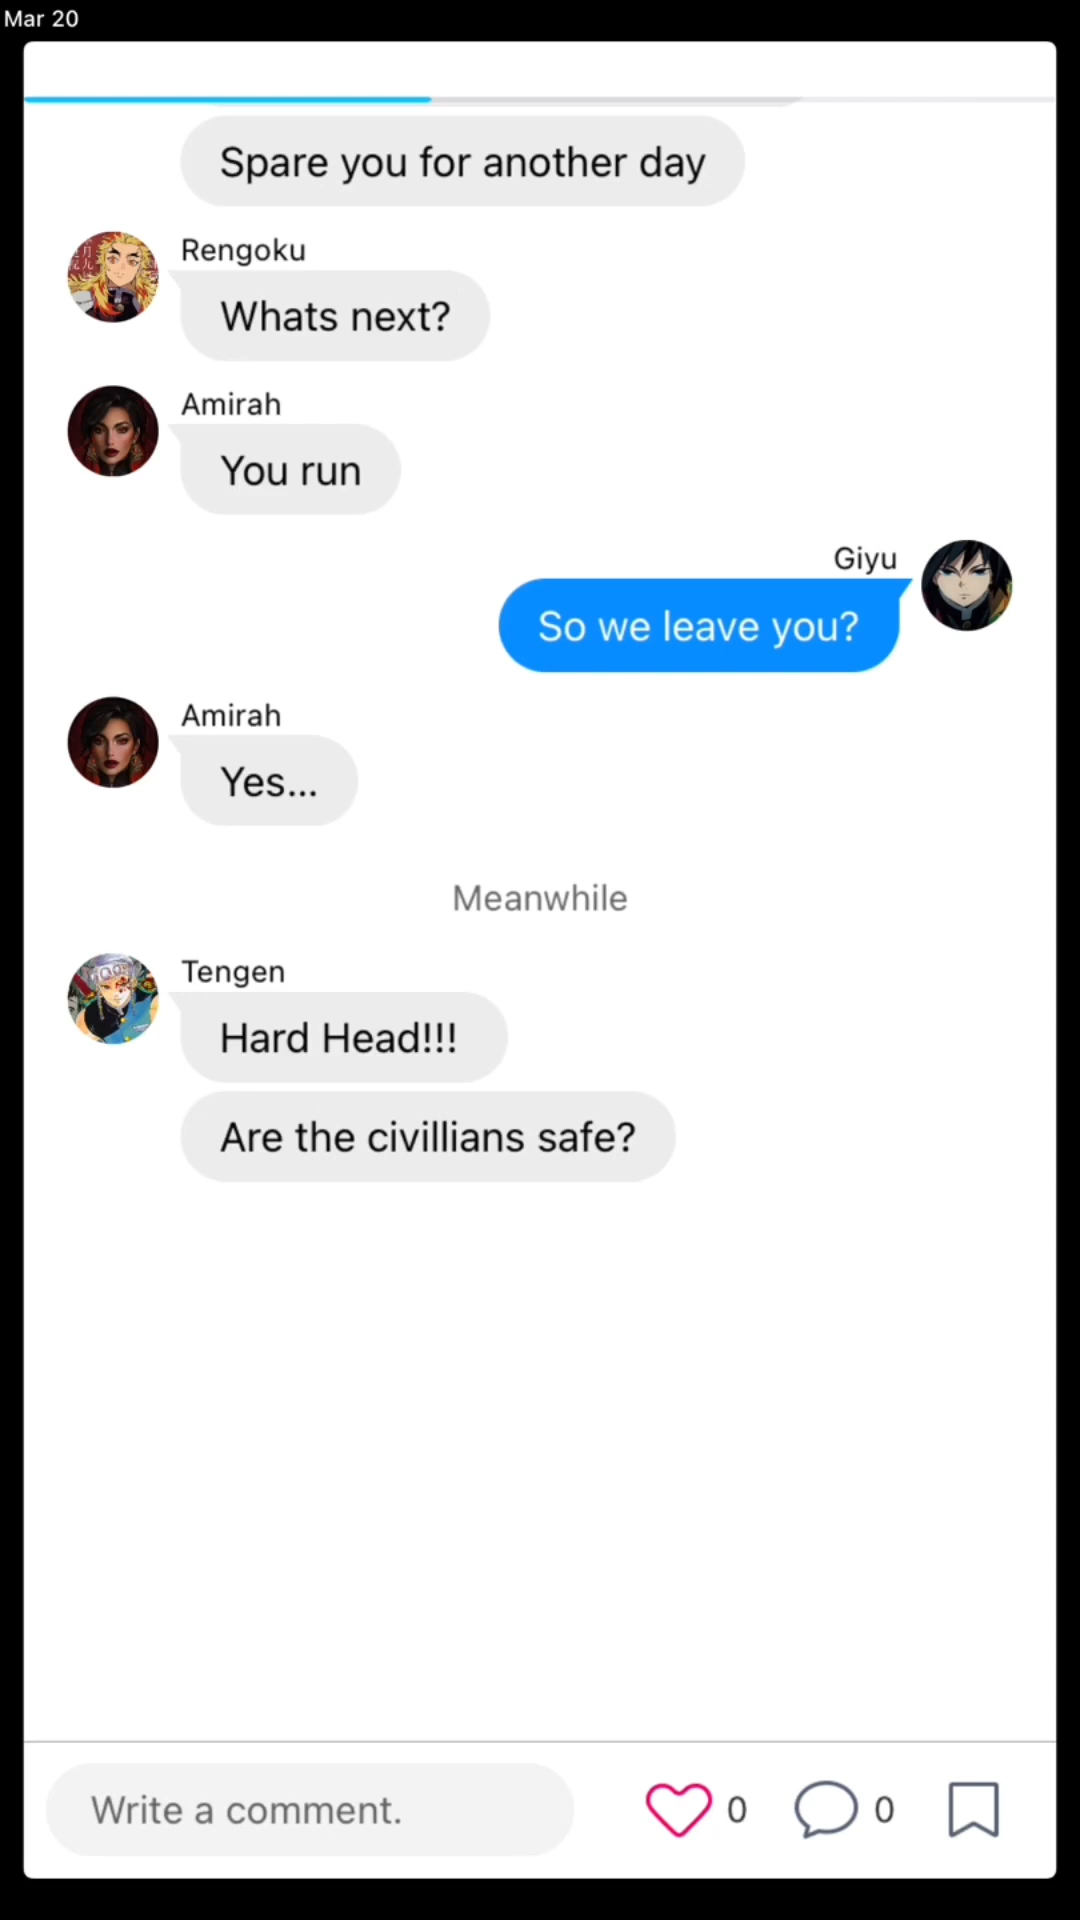 Mar 20
Spare you for another day
Rengoku
Whats next?
Amirah
You run
Giyu
So we leave you?
Amirah
Yes...
Meanwhile
Tengen
Hard Head!!!
Are the civillians safe?
Write a comment.
0
0